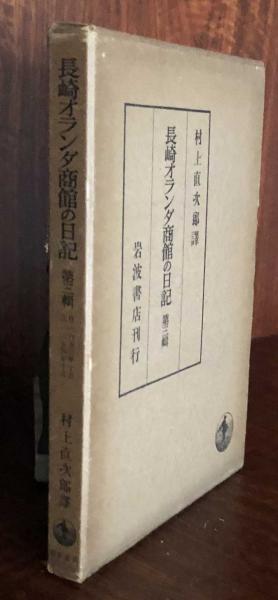 長崎オランダ商館の日記 第三輯
村上直次郎譯
村上直次郎譯
長崎オランダ商館の日記 第三輯
岩波書店刊行